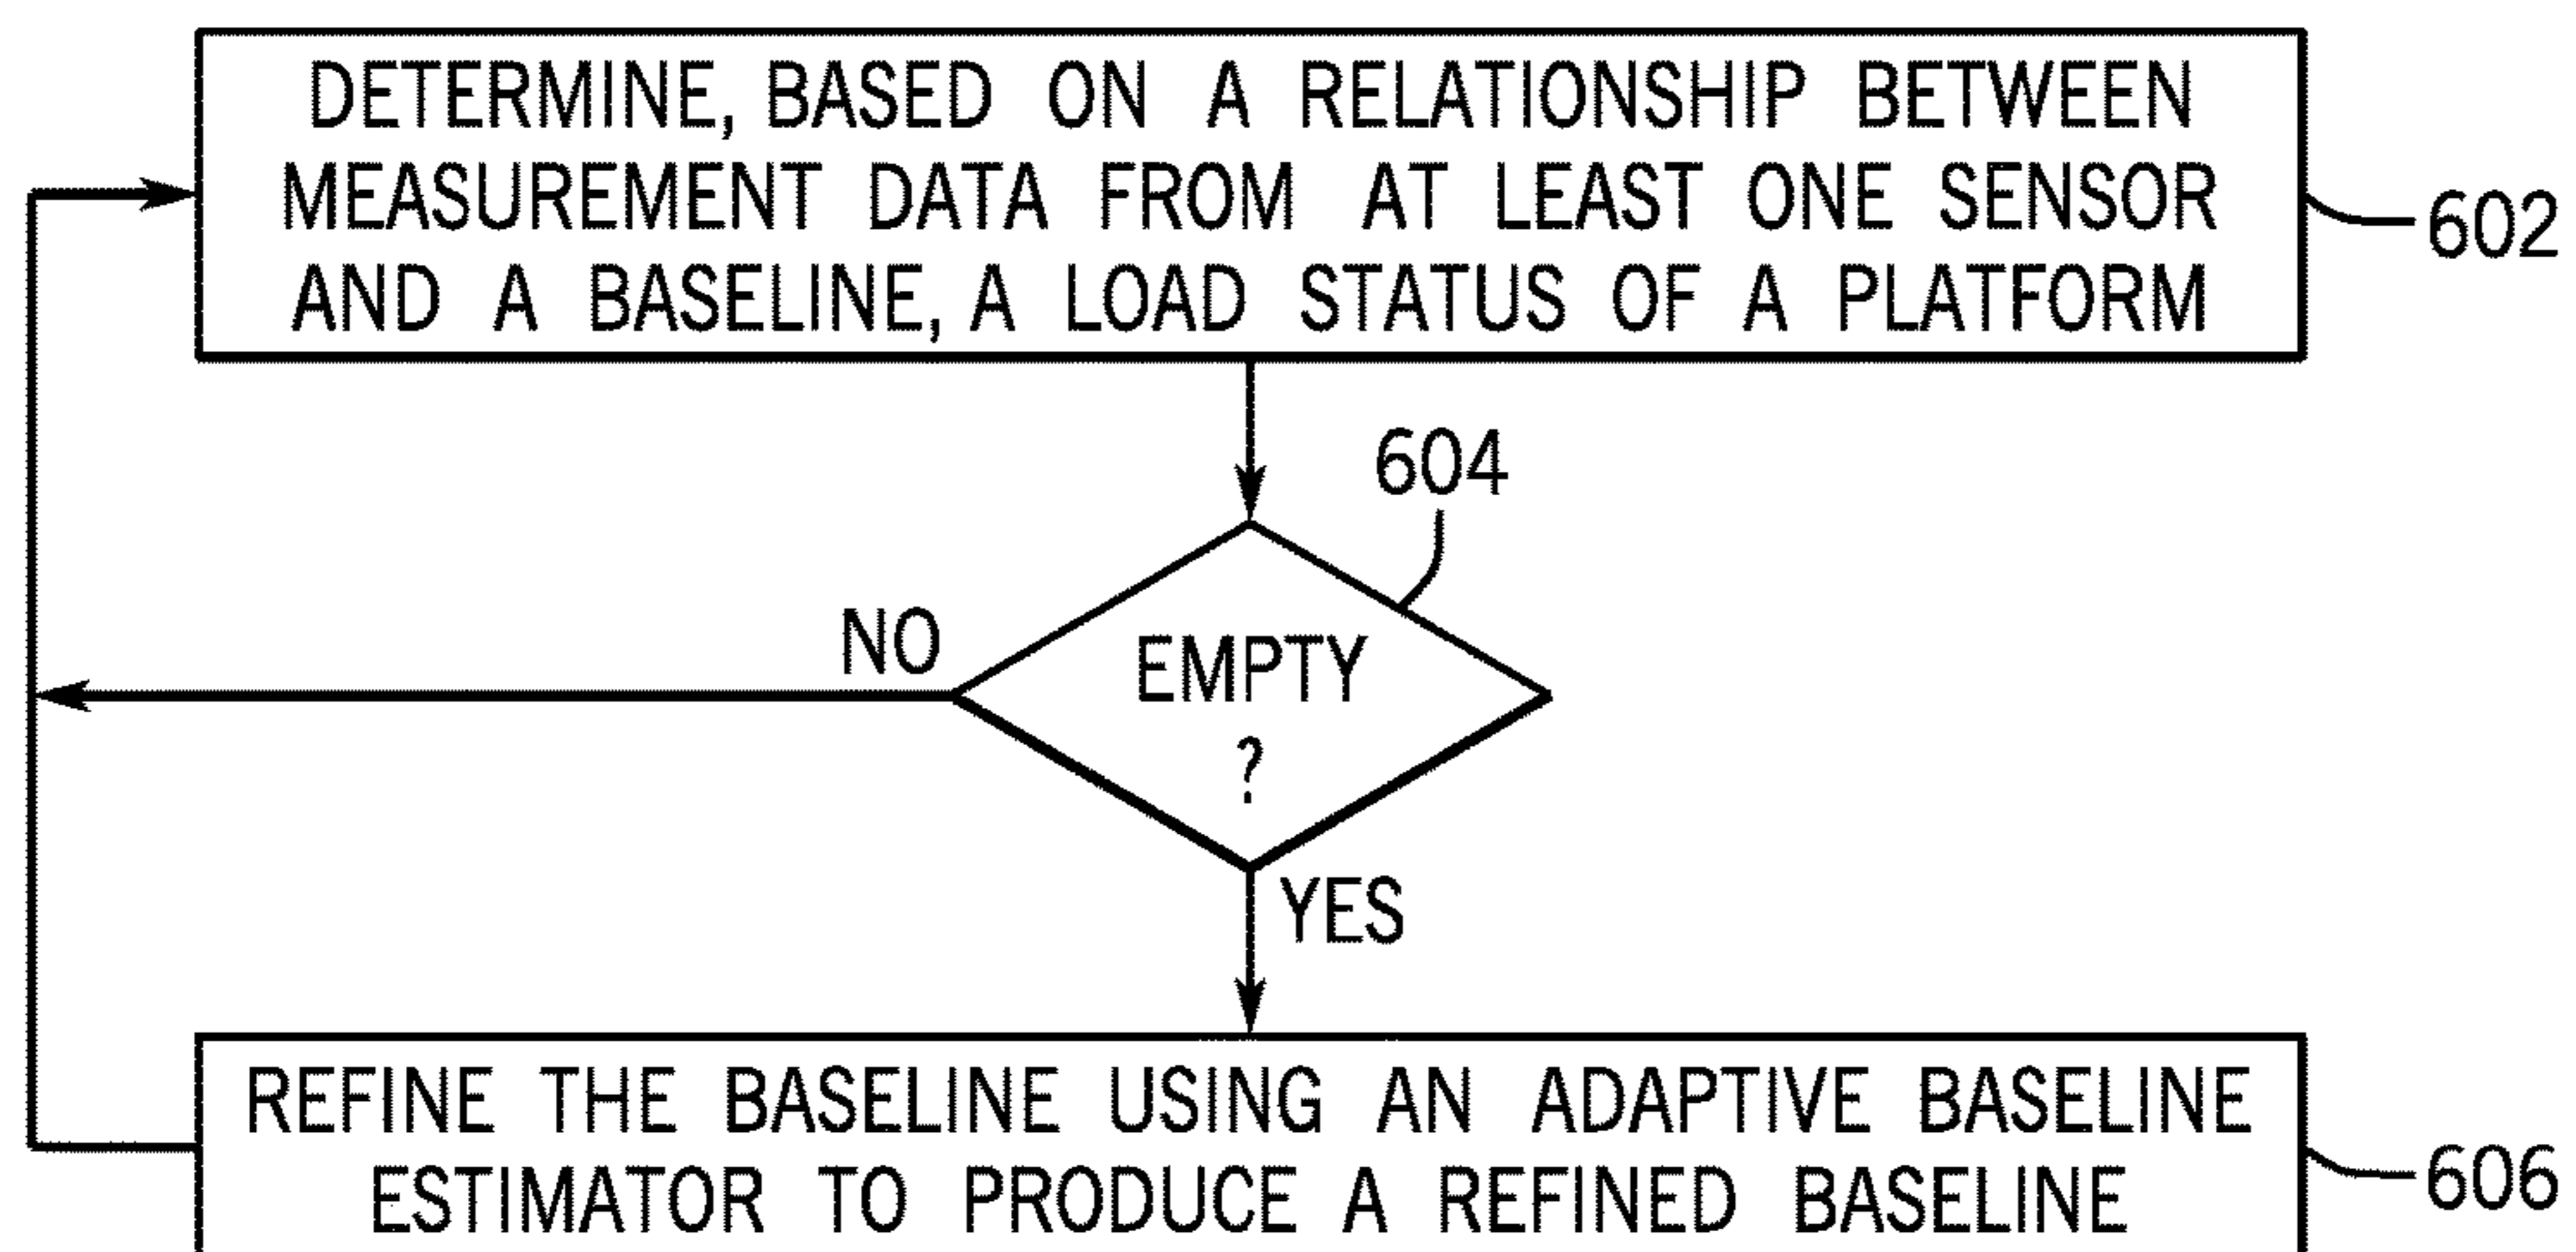 DETERMINE, BASED ON A RELATIONSHIP BETWEEN
MEASUREMENT DATA FROM AT LEAST ONE SENSOR
AND A BASELINE, A LOAD STATUS OF A PLATFORM
602
604
NO
EMPTY
?
YES
REFINE THE BASELINE USING AN ADAPTIVE BASELINE
ESTIMATOR TO PRODUCE A REFINED BASELINE
606